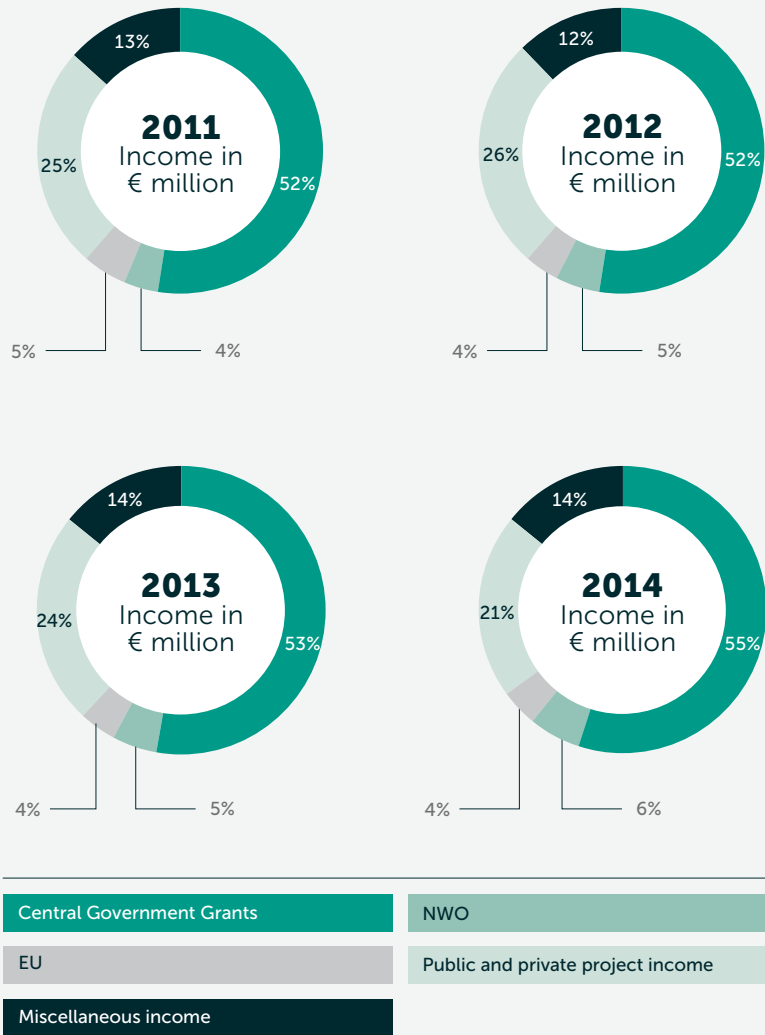 13%
2011
Income in
€ million
25%
52%
5%
4%
12%
2012
Income in
€ million
26%
52%
4%
5%
14%
2013
Income in
€ million
24%
53%
4%
5%
14%
2014
Income in
€ million
21%
55%
4%
6%
Central Government Grants
NWO
EU
Public and private project income
Miscellaneous income